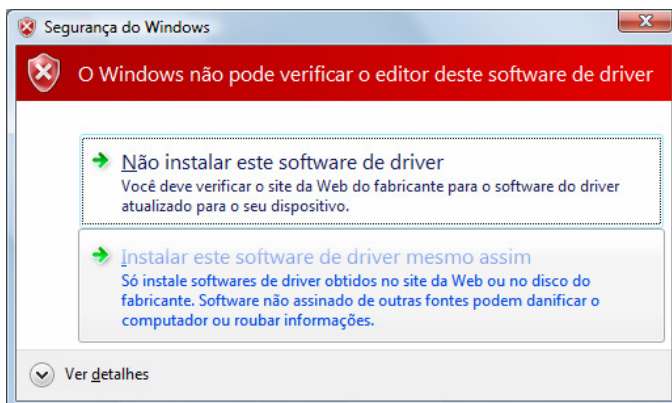 Segurança do Windows
O Windows não pode verificar o editor deste software de driver
Não instalar este software de driver
Você deve verificar o site da Web do fabricante para o software do driver
atualizado para o seu dispositivo.
Instalar este software de driver mesmo assim
Só instale softwares de driver obtidos no site da Web ou no disco do
fabricante. Software não assinado de outras fontes podem danificar o
computador ou roubar informações.
Ver detalhes